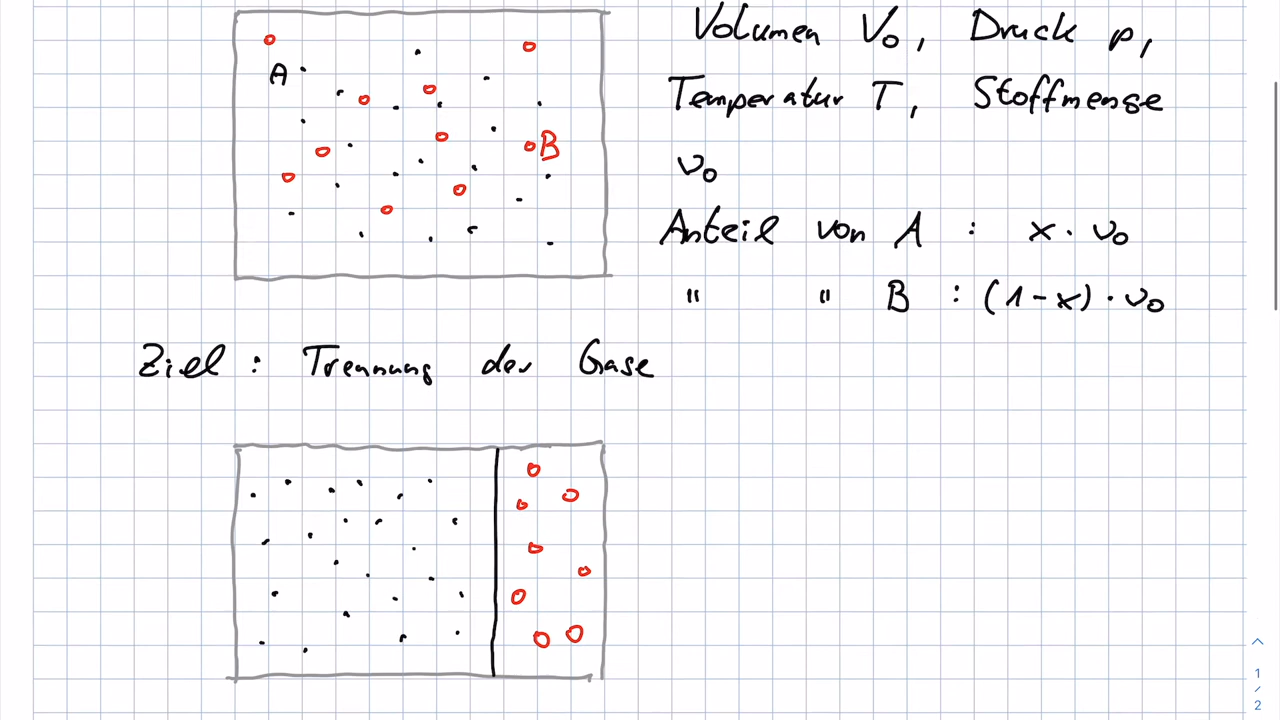 Volumen V₀, Druck p,
Temperatur T, Stoffmenge
ν₀
A
B
Anteil von A : x · ν₀
" " B : (1-x) · ν₀
Ziel : Trennung der Gase
1
/
2